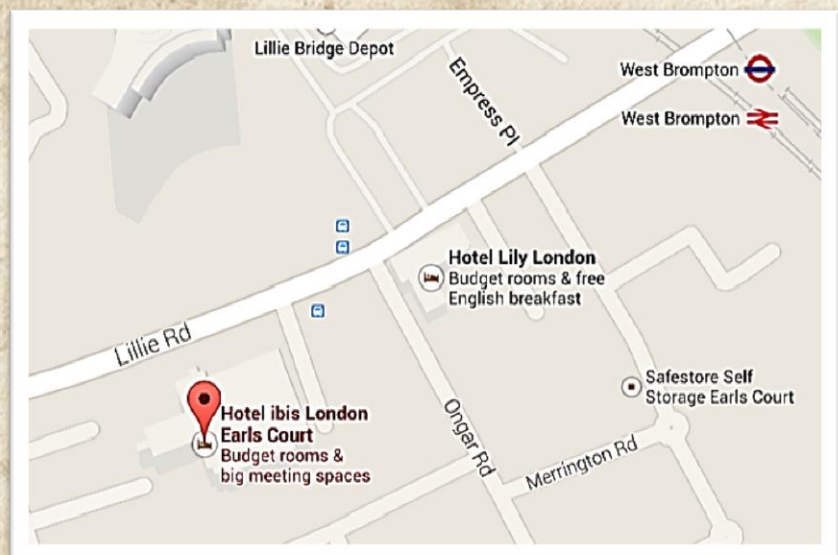 Lillie Bridge Depot
Empress Pl
West Brompton
West Brompton
Hotel Lily London
Budget rooms & free
English breakfast
Lillie Rd
Safestore Self
Storage Earls Court
Hotel ibis London
Earls Court
Budget rooms &
big meeting spaces
Ongar Rd
Merrington Rd